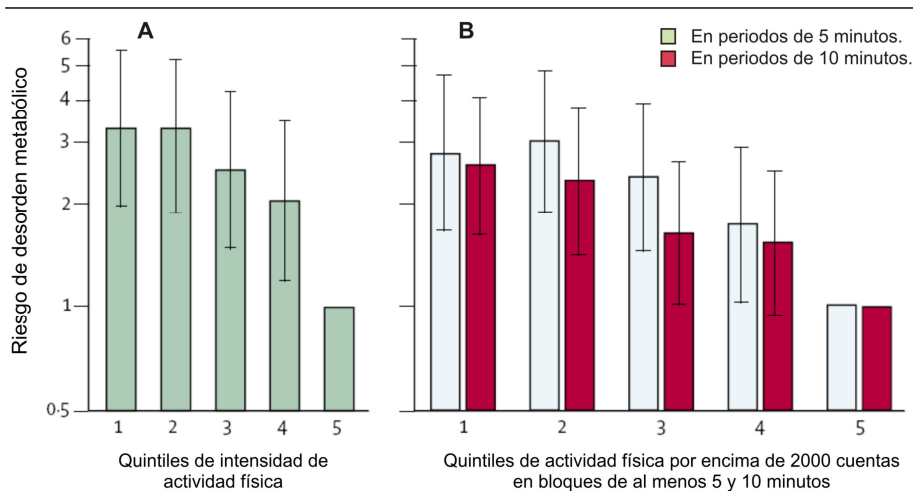 A
B
En periodos de 5 minutos.
En periodos de 10 minutos.
Riesgo de desorden metabólico
6
5
4
3
2
1
0·5
1 2 3 4 5
1 2 3 4 5
Quintiles de intensidad de
actividad física
Quintiles de actividad física por encima de 2000 cuentas
en bloques de al menos 5 y 10 minutos